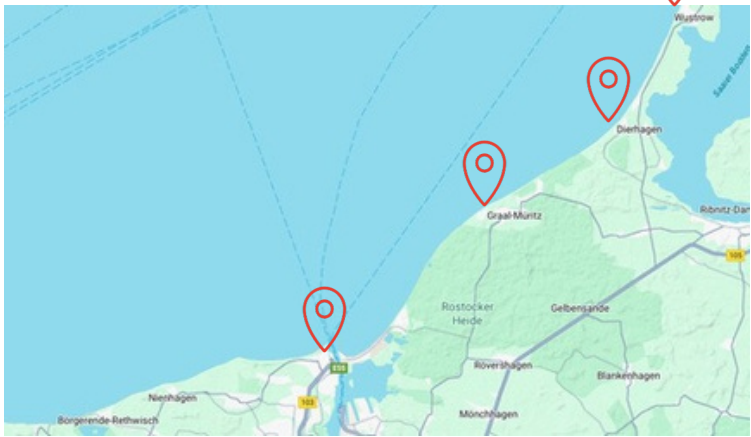 Wustrow
Saaler Bodden
Dierhagen
Graal-Müritz
Ribnitz-Dam
105
Rostocker
Heide
Gelbensande
E55
Rövershagen
Blankenhagen
Nienhagen
103
Mönchhagen
Borgerende-Rethwisch